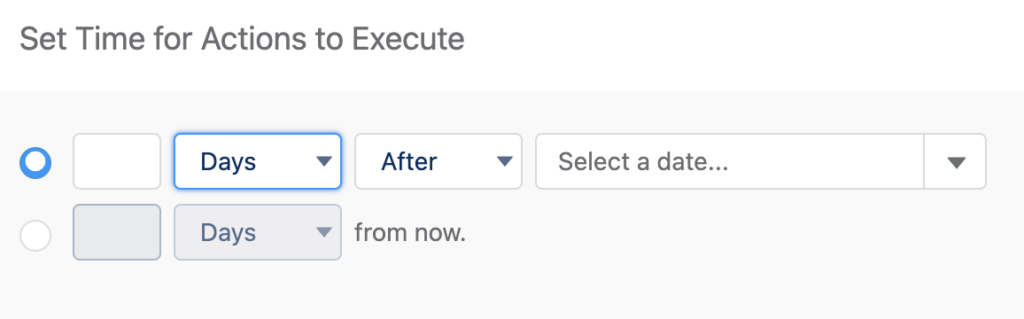 Set Time for Actions to Execute
Days After Select a date...
Days from now.